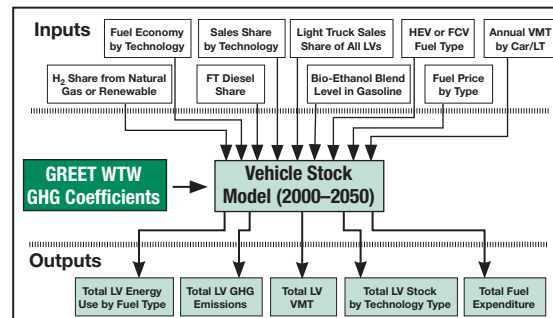 Inputs
Fuel Economy
by Technology
Sales Share
by Technology
Light Truck Sales
Share of All LVs
HEV or FCV
Fuel Type
Annual VMT
by Car/LT
H₂ Share from Natural
Gas or Renewable
FT Diesel
Share
Bio-Ethanol Blend
Level in Gasoline
Fuel Price
by Type
GREET WTW
GHG Coefficients
Vehicle Stock
Model (2000–2050)
Outputs
Total LV Energy
Use by Fuel Type
Total LV GHG
Emissions
Total LV
VMT
Total LV Stock
by Technology Type
Total Fuel
Expenditure